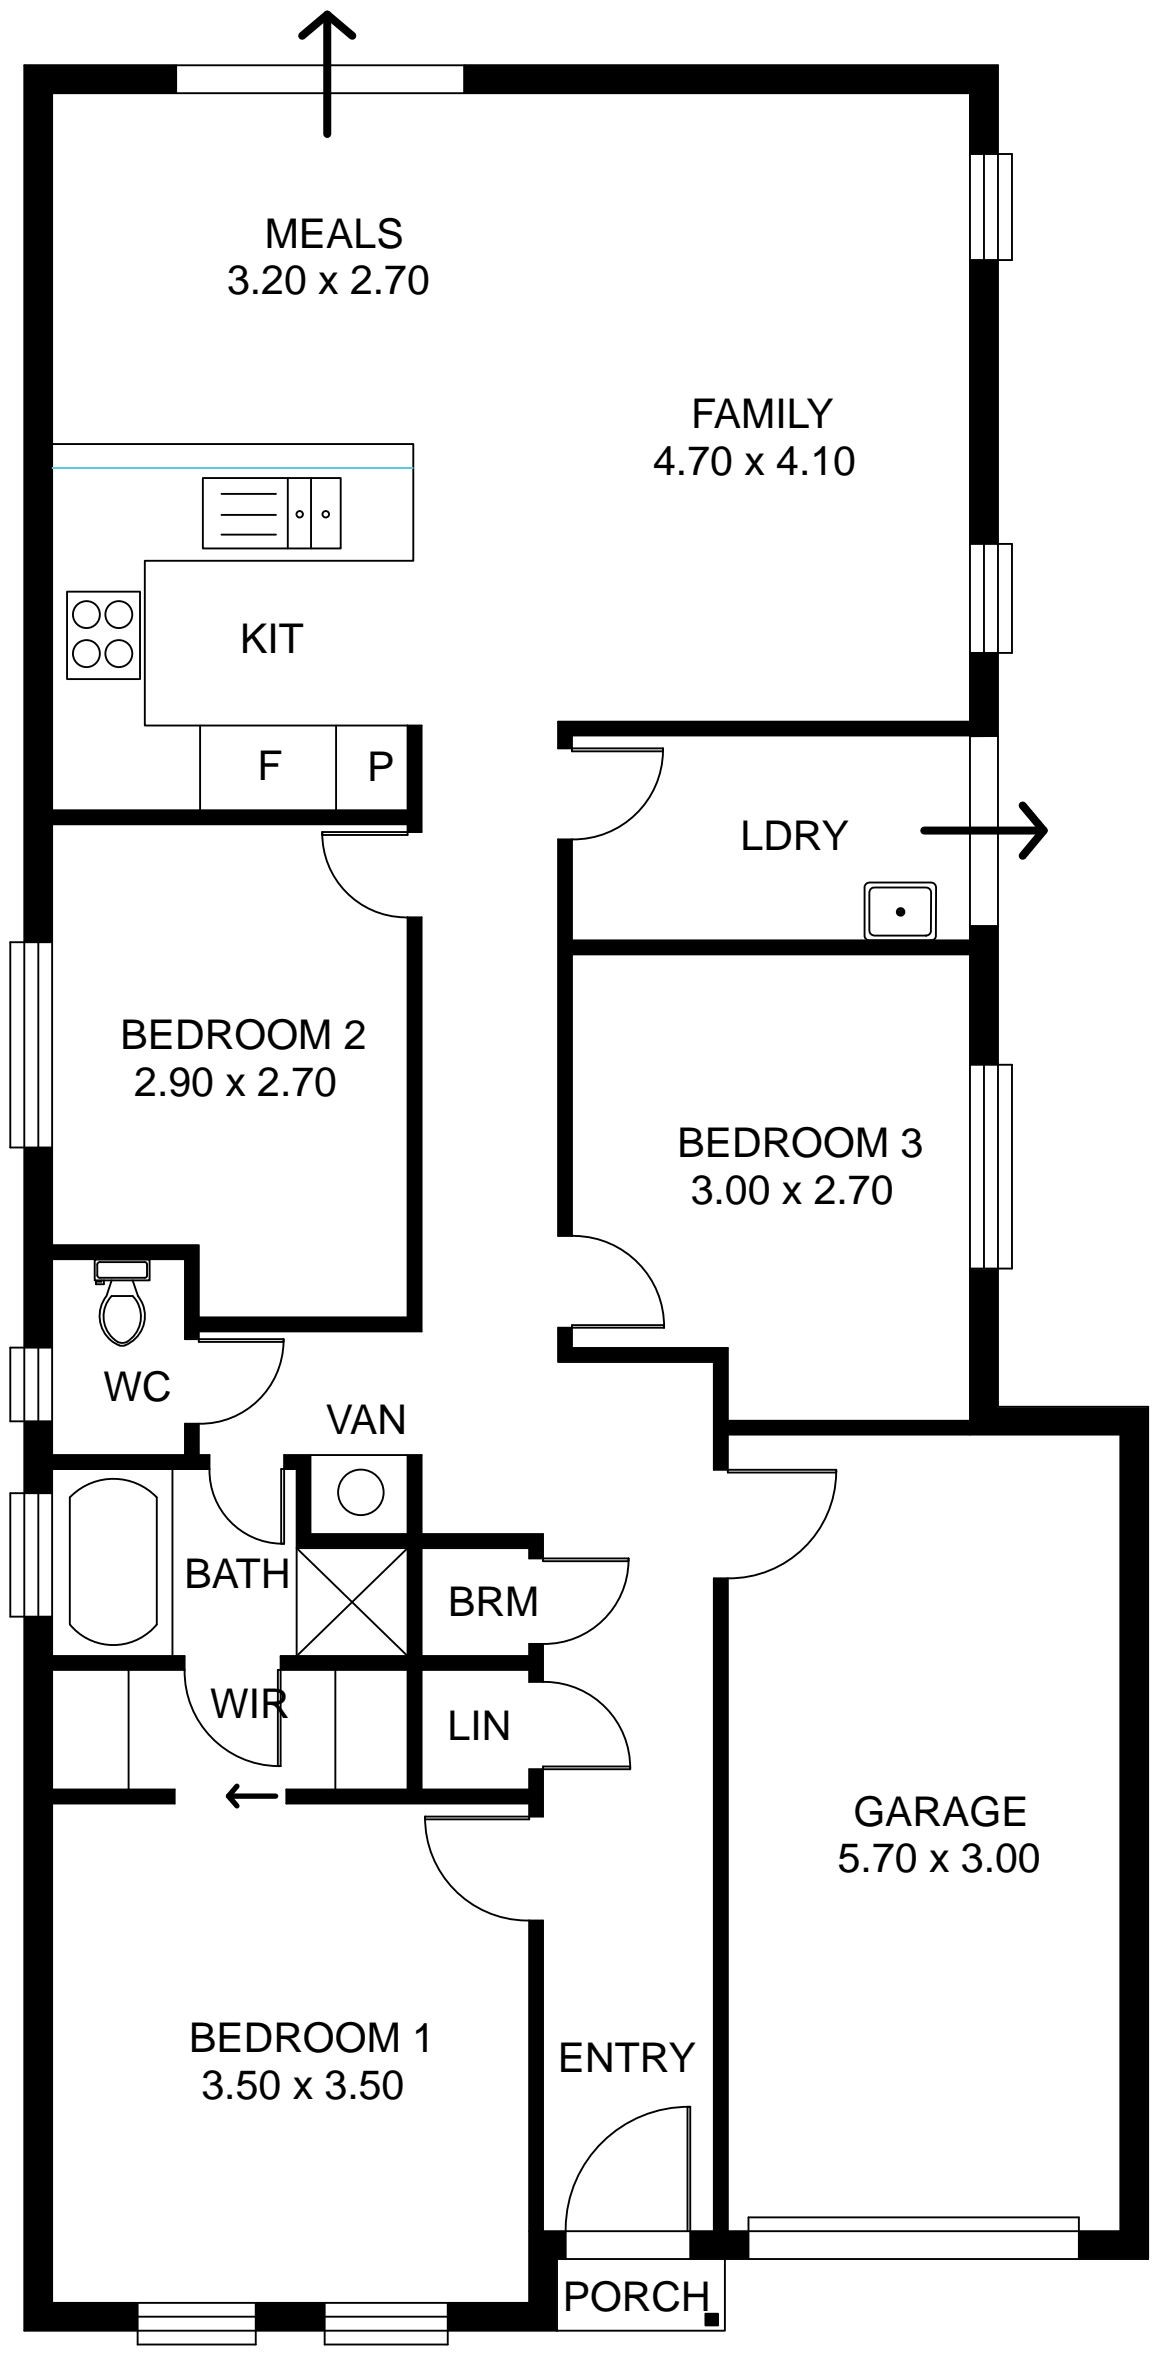 MEALS
3.20 x 2.70
FAMILY
4.70 x 4.10
KIT
F
P
LDRY
BEDROOM 2
2.90 x 2.70
BEDROOM 3
3.00 x 2.70
WC
VAN
BATH
BRM
WIR
LIN
GARAGE
5.70 x 3.00
BEDROOM 1
3.50 x 3.50
ENTRY
PORCH